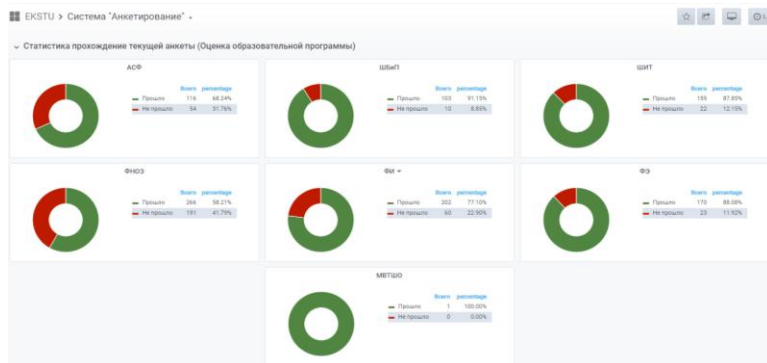 EKSTU > Система "Анкетирование"
Статистика прохождение текущей анкеты (Оценка образовательной программы)
АСФ
Всего percentage
Прошло 116 68.24%
Не прошло 54 31.76%
ШБиП
Всего percentage
Прошло 103 91.15%
Не прошло 10 8.85%
ШИТ
Всего percentage
Прошло 159 87.85%
Не прошло 22 12.15%
ФНОЗ
Всего percentage
Прошло 266 58.21%
Не прошло 191 41.79%
ФИ
Всего percentage
Прошло 202 77.10%
Не прошло 60 22.90%
ФЭ
Всего percentage
Прошло 170 88.08%
Не прошло 23 11.92%
МВТШО
Всего percentage
Прошло 1 100.00%
Не прошло 0 0.00%